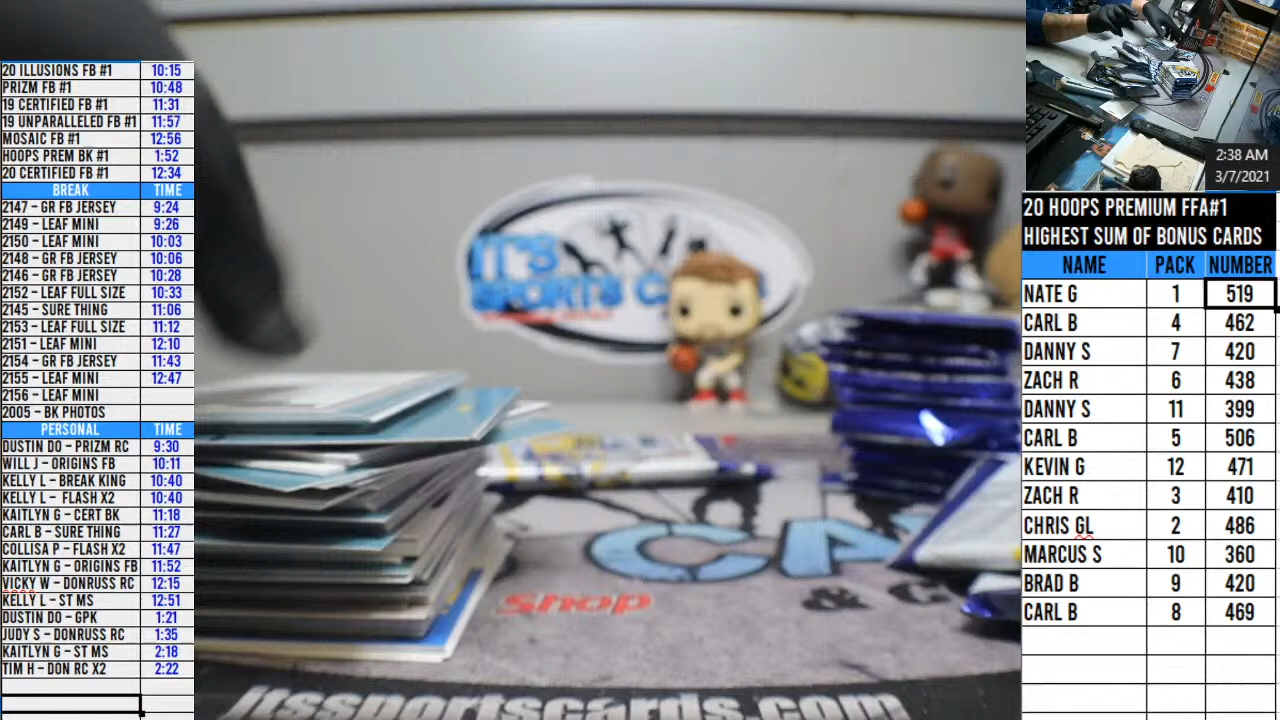 20 ILLUSIONS FB #1 10:15
PRIZM FB #1 10:48
19 CERTIFIED FB #1 11:31
19 UNPARALLELED FB #1 11:57
MOSAIC FB #1 12:56
HOOPS PREM BK #1 1:52
20 CERTIFIED FB #1 12:34
BREAK TIME
2147 - GR FB JERSEY 9:24
2149 - LEAF MINI 9:26
2150 - LEAF MINI 10:03
2148 - GR FB JERSEY 10:06
2146 - GR FB JERSEY 10:28
2152 - LEAF FULL SIZE 10:33
2145 - SURE THING 11:06
2153 - LEAF FULL SIZE 11:12
2151 - LEAF MINI 12:10
2154 - GR FB JERSEY 11:43
2155 - LEAF MINI 12:47
2156 - LEAF MINI
2005 - BK PHOTOS
PERSONAL TIME
DUSTIN DO - PRIZM RC 9:30
WILL J - ORIGINS FB 10:11
KELLY L - BREAK KING 10:40
KELLY L - FLASH X2 10:40
KAITLYN G - CERT BK 11:18
CARL B - SURE THING 11:27
COLLISA P - FLASH X2 11:47
KAITLYN G - ORIGINS FB 11:52
VICKY W - DONRUSS RC 12:15
KELLY L - ST MS 12:51
DUSTIN DO - GPK 1:21
JUDY S - DONRUSS RC 1:35
KAITLYN G - ST MS 2:18
TIM H - DON RC X2 2:22
JT'S
SPORTS
CA
shop & C
jtssportscards.com
2:38 AM
3/7/2021
20 HOOPS PREMIUM FFA#1
HIGHEST SUM OF BONUS CARDS
NAME PACK NUMBER
NATE G 1 519
CARL B 4 462
DANNY S 7 420
ZACH R 6 438
DANNY S 11 399
CARL B 5 506
KEVIN G 12 471
ZACH R 3 410
CHRIS GL 2 486
MARCUS S 10 360
BRAD B 9 420
CARL B 8 469